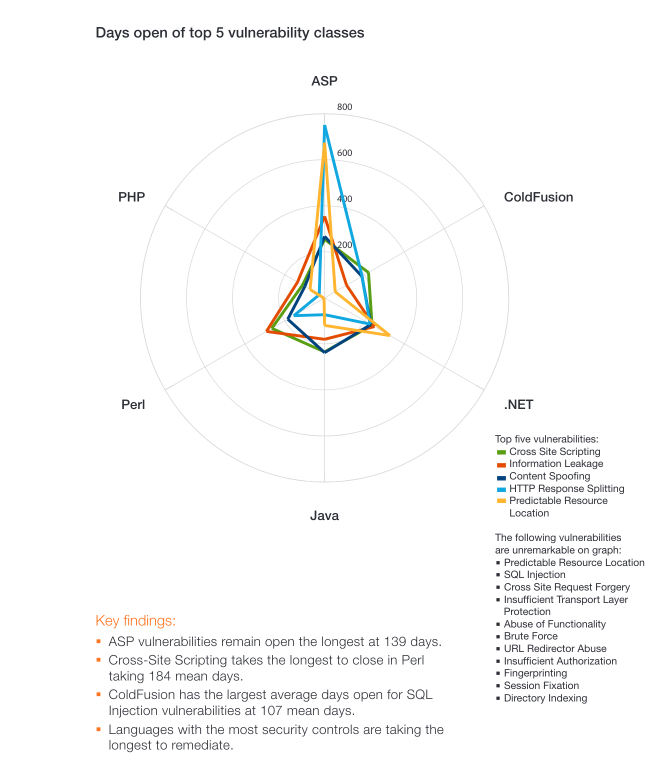 Days open of top 5 vulnerability classes
ASP
800
600
400
200
PHP
ColdFusion
Perl
.NET
Java
Top five vulnerabilities:
Cross Site Scripting
Information Leakage
Content Spoofing
HTTP Response Splitting
Predictable Resource
Location
The following vulnerabilities
are unremarkable on graph:
▪ Predictable Resource Location
▪ SQL Injection
▪ Cross Site Request Forgery
▪ Insufficient Transport Layer
Protection
▪ Abuse of Functionality
▪ Brute Force
▪ URL Redirector Abuse
▪ Insufficient Authorization
▪ Fingerprinting
▪ Session Fixation
▪ Directory Indexing
Key findings:
▪ ASP vulnerabilities remain open the longest at 139 days.
▪ Cross-Site Scripting takes the longest to close in Perl
taking 184 mean days.
▪ ColdFusion has the largest average days open for SQL
Injection vulnerabilities at 107 mean days.
▪ Languages with the most security controls are taking the
longest to remediate.